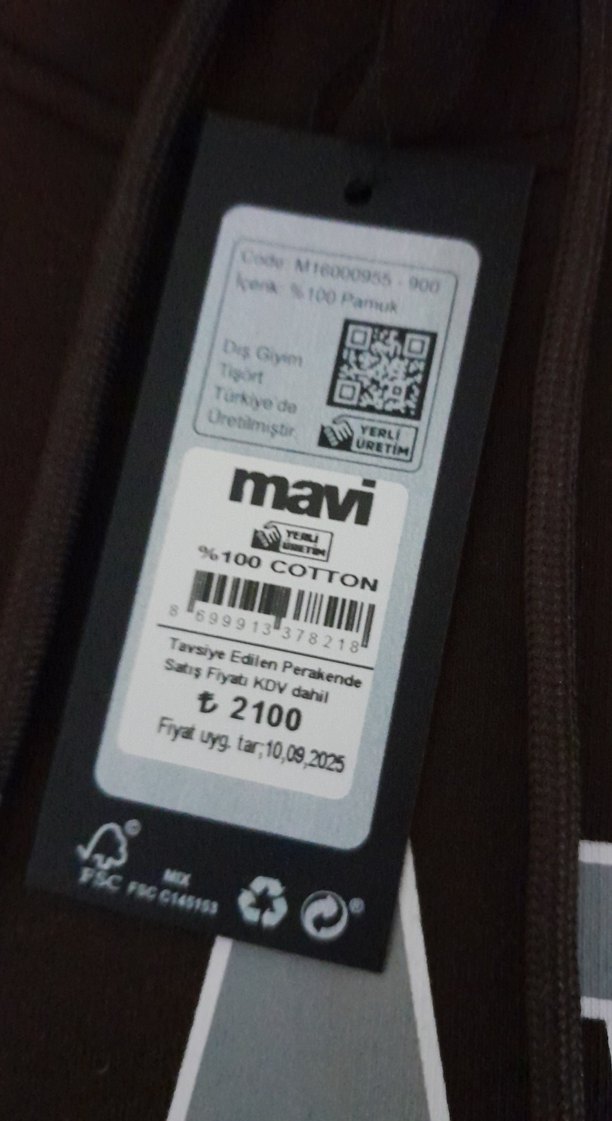 Code: M16000955 - 900
İçerik: %100 Pamuk
Dış Giyim
Tişört
Türkiye'de
Üretilmiştir.
YERLİ
ÜRETİM
mavi
YERLİ
ÜRETİM
%100 COTTON
8 699913 378218
Tavsiye Edilen Perakende
Satış Fiyatı KDV dahil
₺ 2100
Fiyat uyg. tar;10,09,2025
FSC
MIX
FSC C145153